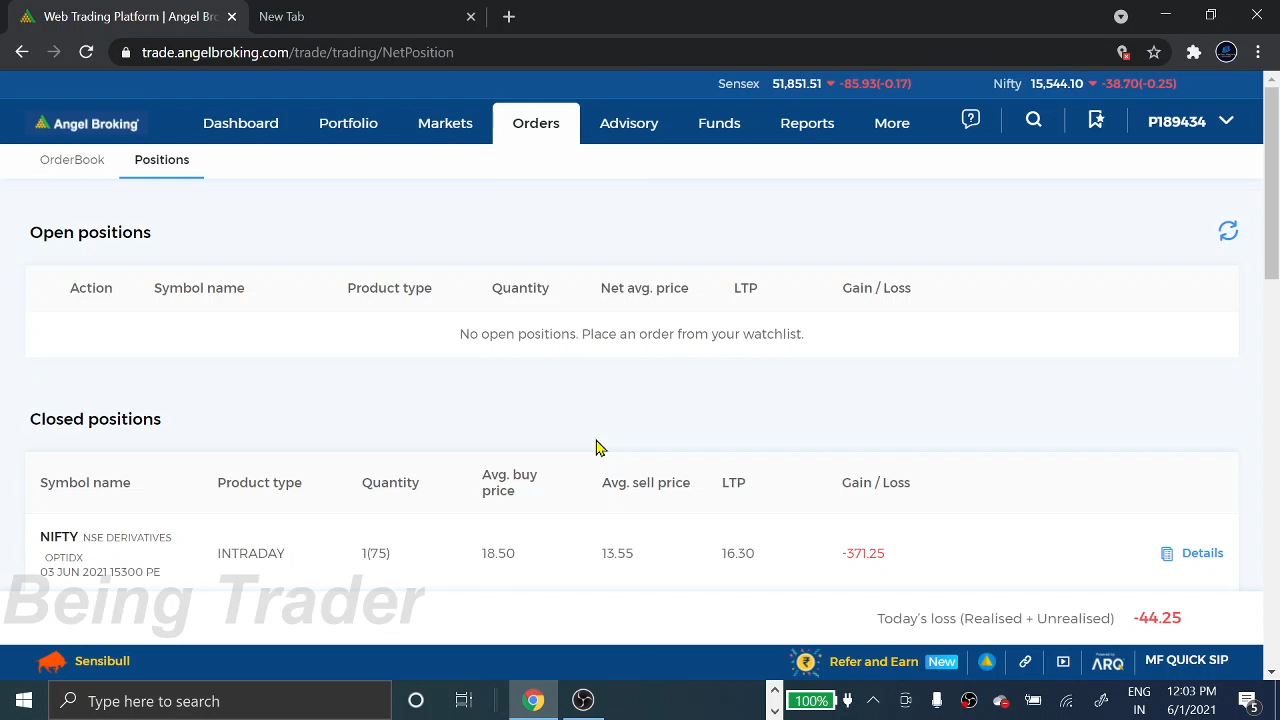 Web Trading Platform | Angel Br
New Tab
trade.angelbroking.com/trade/trading/NetPosition
Sensex 51,851.51 -85.93(-0.17) Nifty 15,544.10 -38.70(-0.25)
Angel Broking Dashboard Portfolio Markets Orders Advisory Funds Reports More P189434
OrderBook Positions
Open positions
Action Symbol name Product type Quantity Net avg. price LTP Gain / Loss
No open positions. Place an order from your watchlist.
Closed positions
Symbol name Product type Quantity Avg. buy price Avg. sell price LTP Gain / Loss
NIFTY NSE DERIVATIVES
OPTIDX
03 JUN 2021 15300 PE
INTRADAY 1(75) 18.50 13.55 16.30 -371.25 Details
Being Trader
Today's loss (Realised + Unrealised) -44.25
Sensibull Refer and Earn New Powered by ARQ MF QUICK SIP
Type here to search 100% ENG 12:03 PM
IN 6/1/2021 5